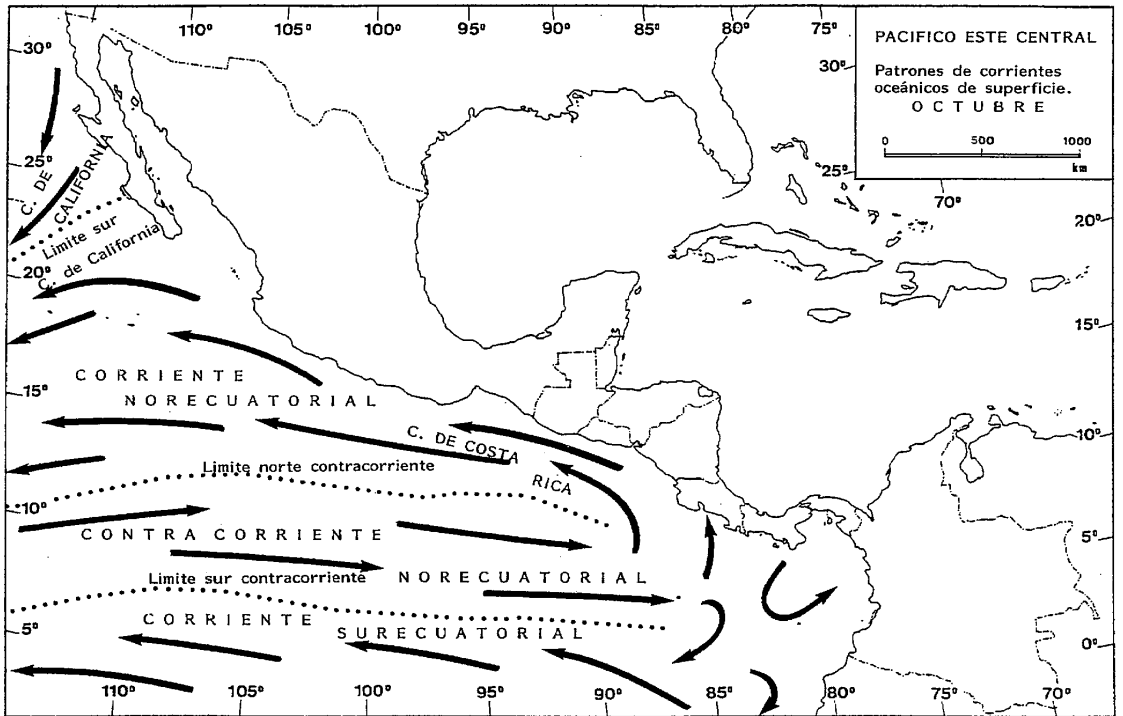 110° 105° 100° 95° 90° 85° 80° 75°
PACIFICO ESTE CENTRAL
Patrones de corrientes
oceánicos de superficie.
OCTUBRE
0 500 1000
km
30°
30°
25°
25°
70°
20°
20°
15°
15°
10°
10°
5°
5°
0°
C. DE
CALIFORNIA
Limite sur
C. de California
CORRIENTE
NORECUATORIAL
C. DE COSTA
RICA
Limite norte contracorriente
CONTRA CORRIENTE
NORECUATORIAL
Limite sur contracorriente
CORRIENTE
SURECUATORIAL
110° 105° 100° 95° 90° 85° 80° 75° 70°